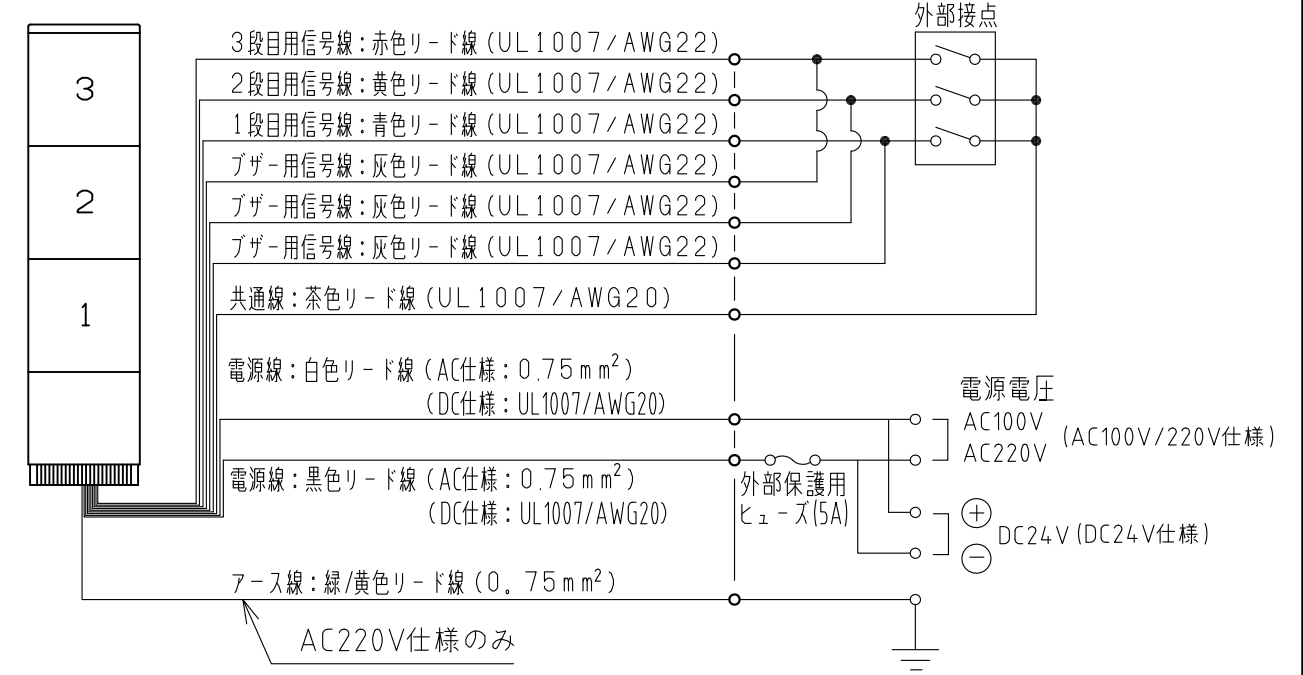 外部接点
3段目用信号線：赤色リード線（UL1007/AWG22）
2段目用信号線：黄色リード線（UL1007/AWG22）
1段目用信号線：青色リード線（UL1007/AWG22）
ブザー用信号線：灰色リード線（UL1007/AWG22）
ブザー用信号線：灰色リード線（UL1007/AWG22）
ブザー用信号線：灰色リード線（UL1007/AWG22）
共通線：茶色リード線（UL1007/AWG20）
3
2
1
電源線：白色リード線（AC仕様：0.75mm²）
（DC仕様：UL1007/AWG20）
電源線：黒色リード線（AC仕様：0.75mm²）
（DC仕様：UL1007/AWG20）
外部保護用
ヒューズ(5A)
電源電圧
AC100V
AC220V
（AC100V/220V仕様）
+
−
DC24V（DC24V仕様）
アース線：緑/黄色リード線（0．75mm²）
AC220V仕様のみ